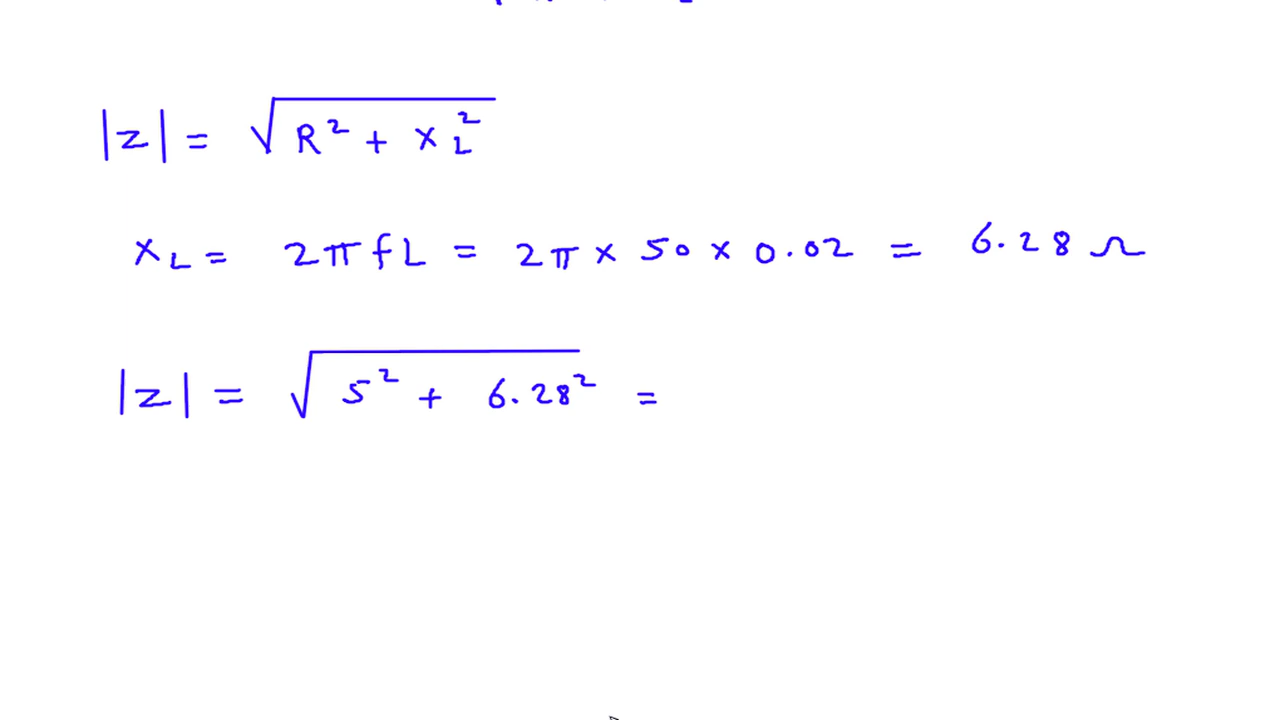 |z| = √(R² + X_L²)
X_L = 2πfL = 2π × 50 × 0.02 = 6.28 Ω
|z| = √(5² + 6.28²) =